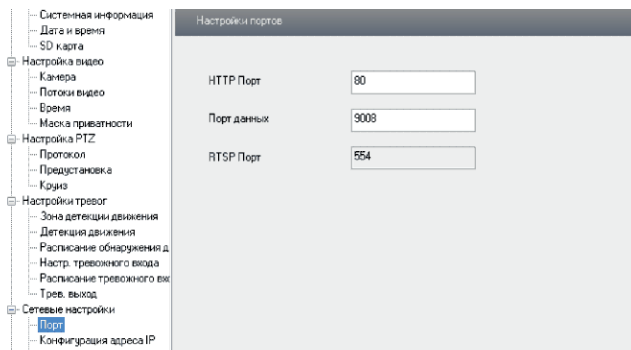 Системная информация
Дата и время
SD карта
Настройка видео
Камера
Потоки видео
Время
Маска приватности
Настройка PTZ
Протокол
Предустановка
Круиз
Настройки тревог
Зона детекции движения
Детекция движения
Расписание обнаружения д
Настр. тревожного входа
Расписание тревожного вхо
Трев. выход
Сетевые настройки
Порт
Конфигурация адреса IP
Настройки портов
HTTP Порт 80
Порт данных 9008
RTSP Порт 554